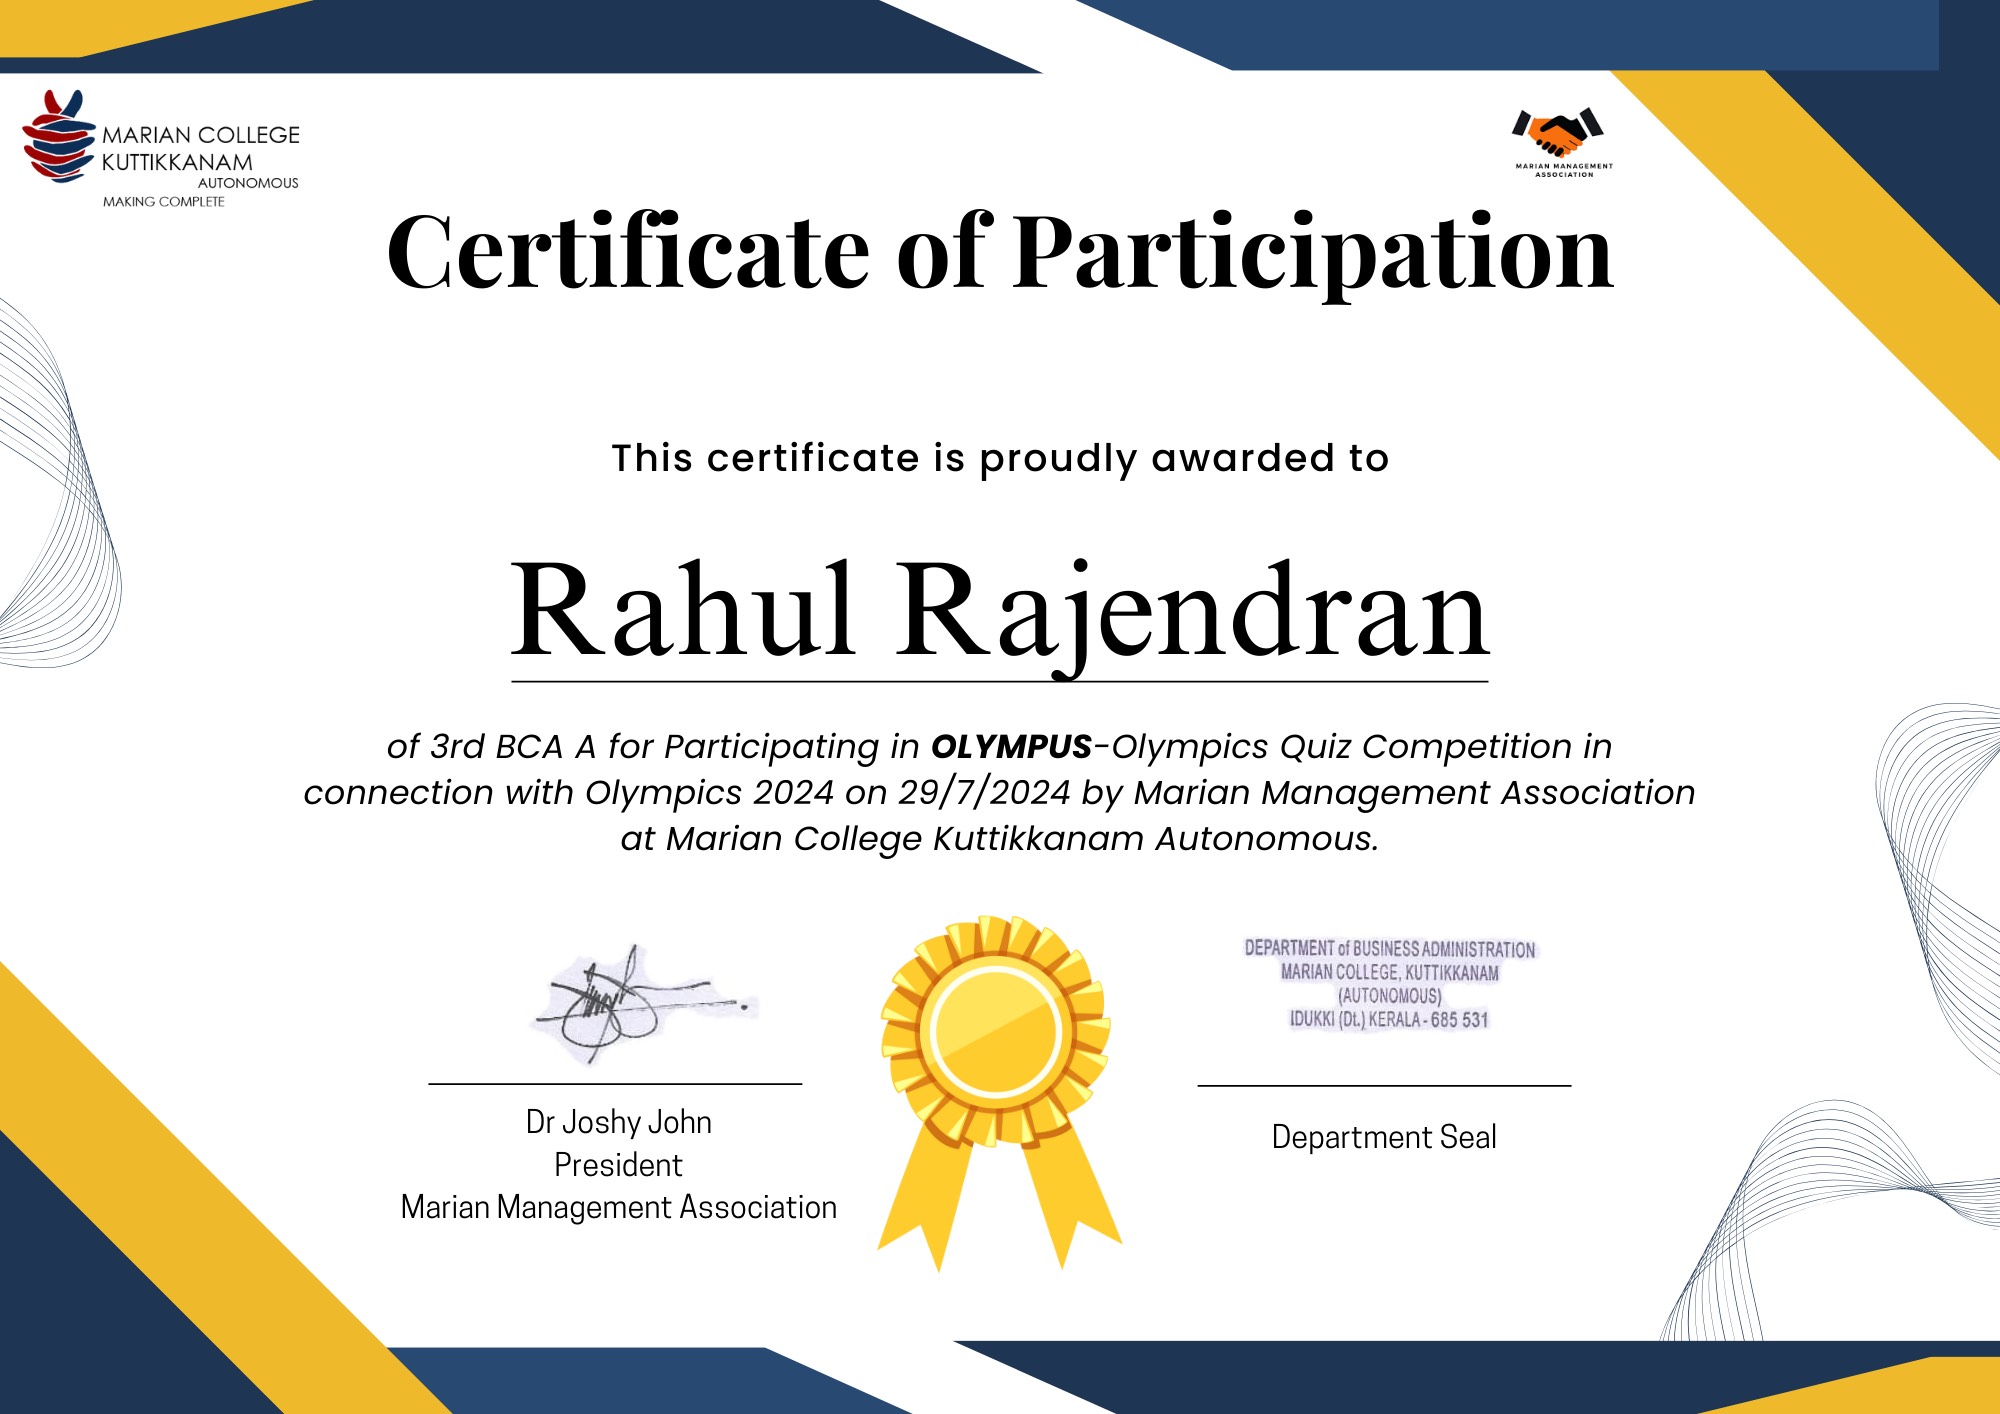 MARIAN COLLEGE
KUTTIKKANAM
AUTONOMOUS
MAKING COMPLETE
MARIAN MANAGEMENT
ASSOCIATION
Certificate of Participation
This certificate is proudly awarded to
Rahul Rajendran
of 3rd BCA A for Participating in OLYMPUS-Olympics Quiz Competition in
connection with Olympics 2024 on 29/7/2024 by Marian Management Association
at Marian College Kuttikkanam Autonomous.
DEPARTMENT of BUSINESS ADMINISTRATION
MARIAN COLLEGE, KUTTIKKANAM
(AUTONOMOUS)
IDUKKI (Dt.) KERALA - 685 531
Dr Joshy John
President
Marian Management Association
Department Seal